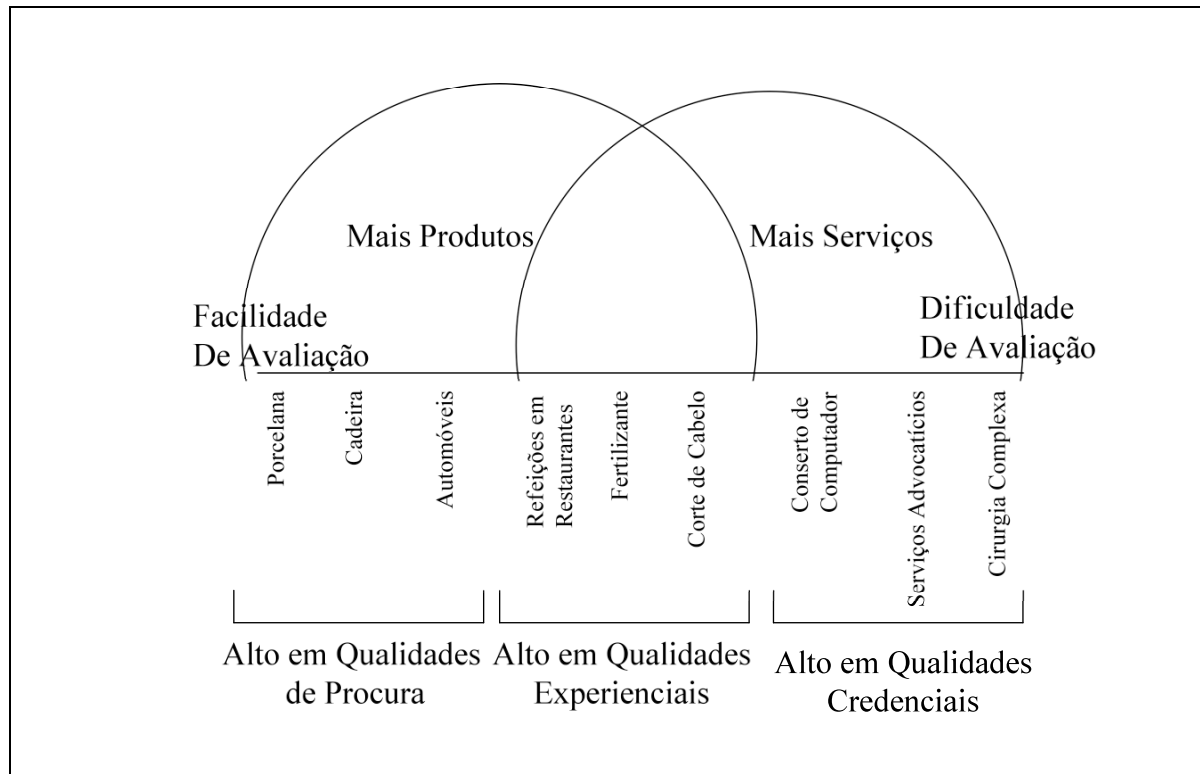 Mais Produtos
Mais Serviços
Facilidade
De Avaliação
Dificuldade
De Avaliação
Porcelana
Cadeira
Automóveis
Refeições em
Restaurantes
Fertilizante
Corte de Cabelo
Conserto de
Computador
Serviços Advocatícios
Cirurgia Complexa
Alto em Qualidades
de Procura
Alto em Qualidades
Experienciais
Alto em Qualidades
Credenciais